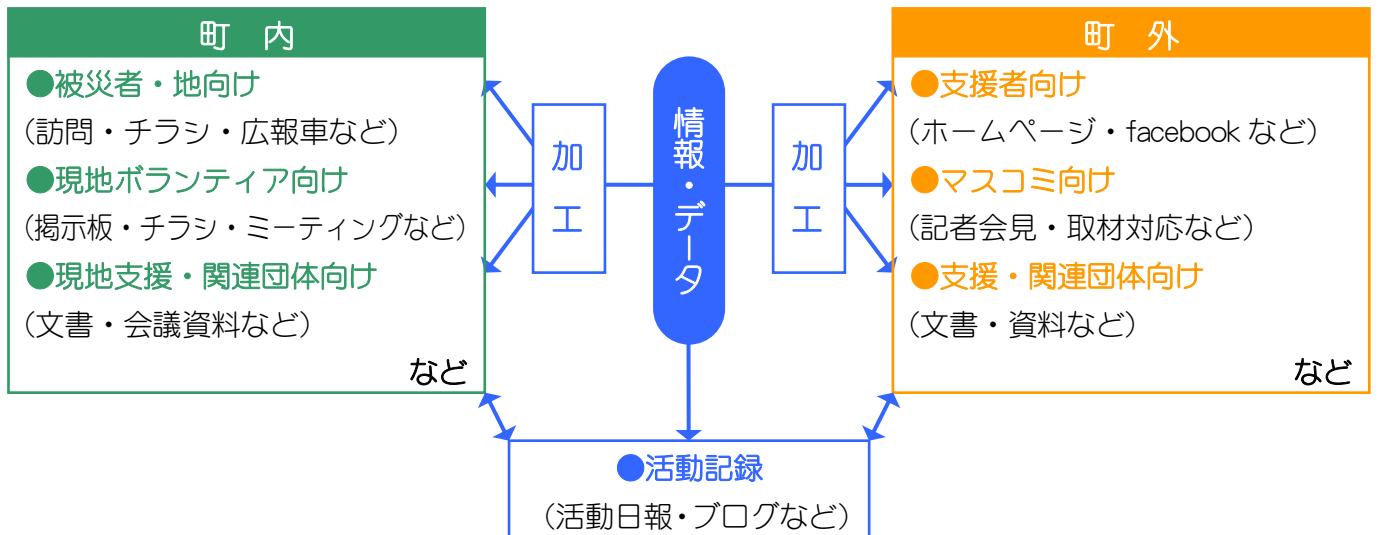 町　内
●被災者・地向け
（訪問・チラシ・広報車など）
●現地ボランティア向け
（掲示板・チラシ・ミーティングなど）
●現地支援・関連団体向け
（文書・会議資料など）
など
加工
情報・データ
加工
町　外
●支援者向け
（ホームページ・facebook など）
●マスコミ向け
（記者会見・取材対応など）
●支援・関連団体向け
（文書・資料など）
など
●活動記録
（活動日報・ブログなど）